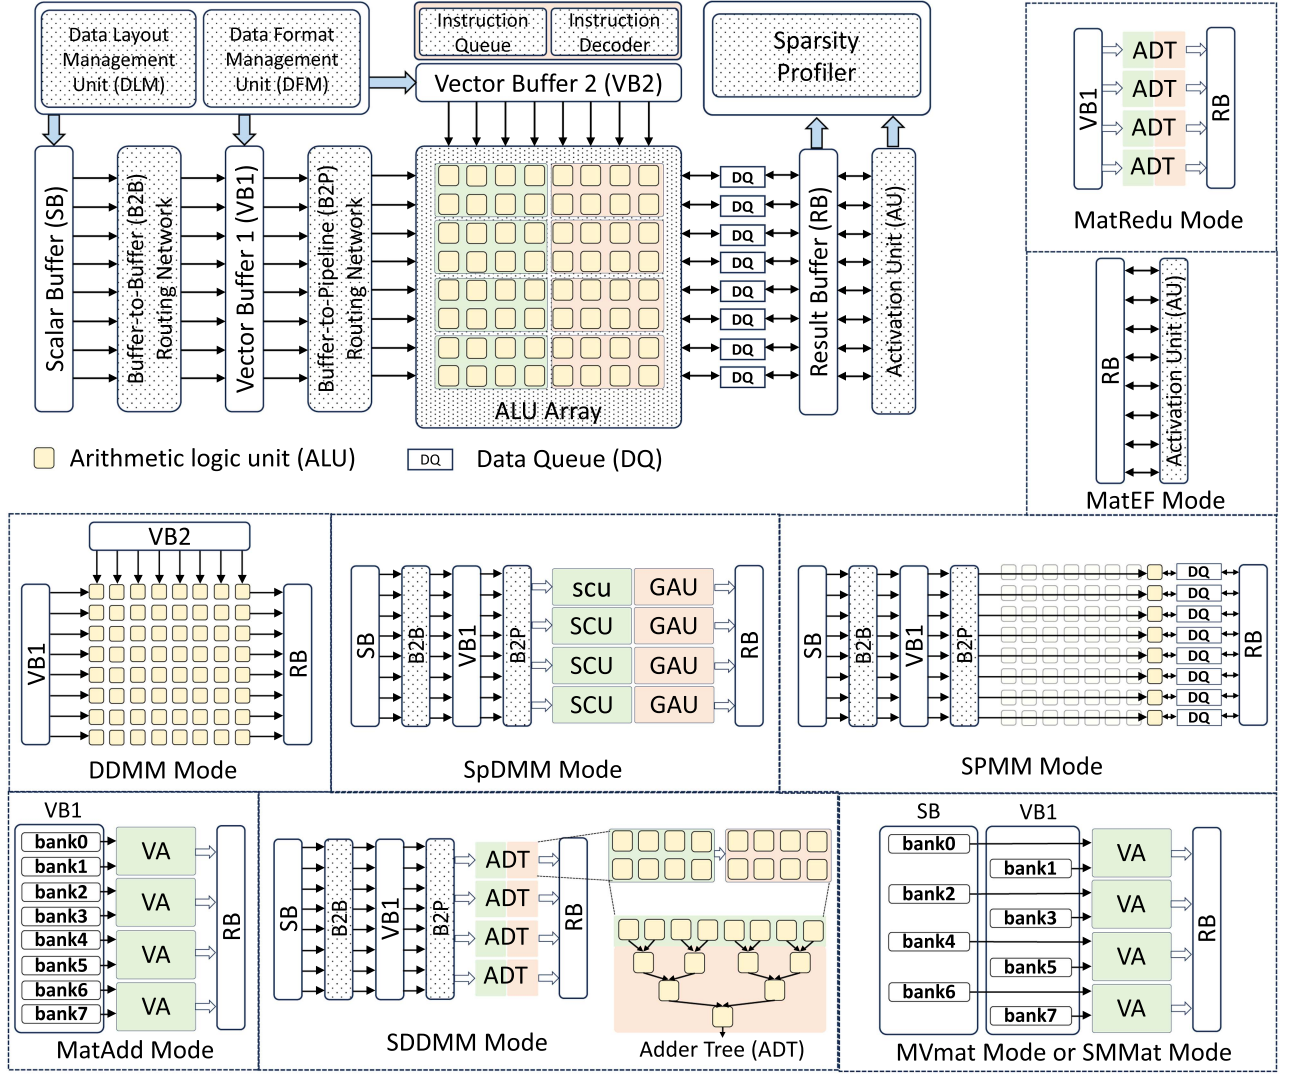 Data Layout
Management
Unit (DLM)
Data Format
Management
Unit (DFM)
Instruction
Queue
Instruction
Decoder
Vector Buffer 2 (VB2)
Sparsity
Profiler
Scalar Buffer (SB)
Buffer-to-Buffer (B2B)
Routing Network
Vector Buffer 1 (VB1)
Buffer-to-Pipeline (B2P)
Routing Network
ALU Array
DQ
DQ
DQ
DQ
DQ
DQ
DQ
DQ
Result Buffer (RB)
Activation Unit (AU)
Arithmetic logic unit (ALU)
DQ
Data Queue (DQ)
VB1
ADT
ADT
ADT
ADT
RB
MatRedu Mode
RB
Activation Unit (AU)
MatEF Mode
VB2
VB1
RB
DDMM Mode
SB
B2B
VB1
B2P
SCU
GAU
SCU
GAU
SCU
GAU
SCU
GAU
RB
SpDMM Mode
SB
B2B
VB1
B2P
DQ
DQ
DQ
DQ
DQ
DQ
DQ
DQ
RB
SPMM Mode
VB1
bank0
bank1
bank2
bank3
bank4
bank5
bank6
bank7
VA
VA
VA
VA
RB
MatAdd Mode
SB
B2B
VB1
B2P
ADT
ADT
ADT
ADT
RB
SDDMM Mode
Adder Tree (ADT)
SB
VB1
bank0
bank1
bank2
bank3
bank4
bank5
bank6
bank7
VA
VA
VA
VA
RB
MVmat Mode or SMMat Mode